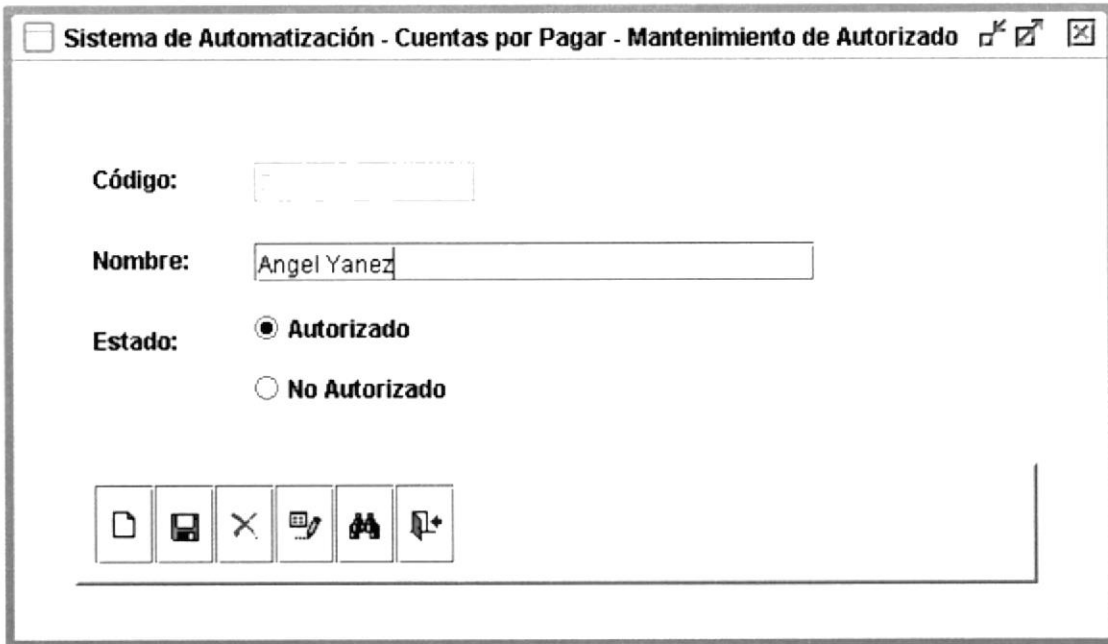 Sistema de Automatización - Cuentas por Pagar - Mantenimiento de Autorizado
Código:
Nombre: Angel Yanez
Estado: Autorizado
No Autorizado